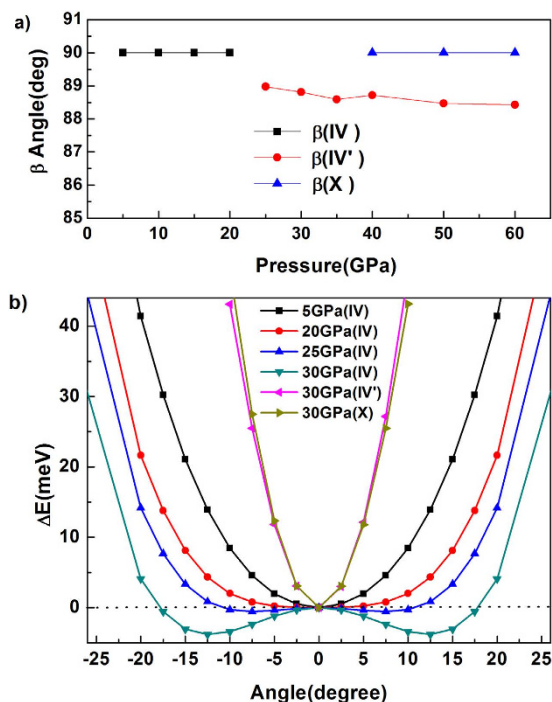 a)
90
89
88
87
86
85
β Angle(deg)
β(IV )
β(IV')
β(X )
0 10 20 30 40 50 60
Pressure(GPa)
b)
40
30
20
10
0
ΔE(meV)
5GPa(IV)
20GPa(IV)
25GPa(IV)
30GPa(IV)
30GPa(IV')
30GPa(X)
-25 -20 -15 -10 -5 0 5 10 15 20 25
Angle(degree)